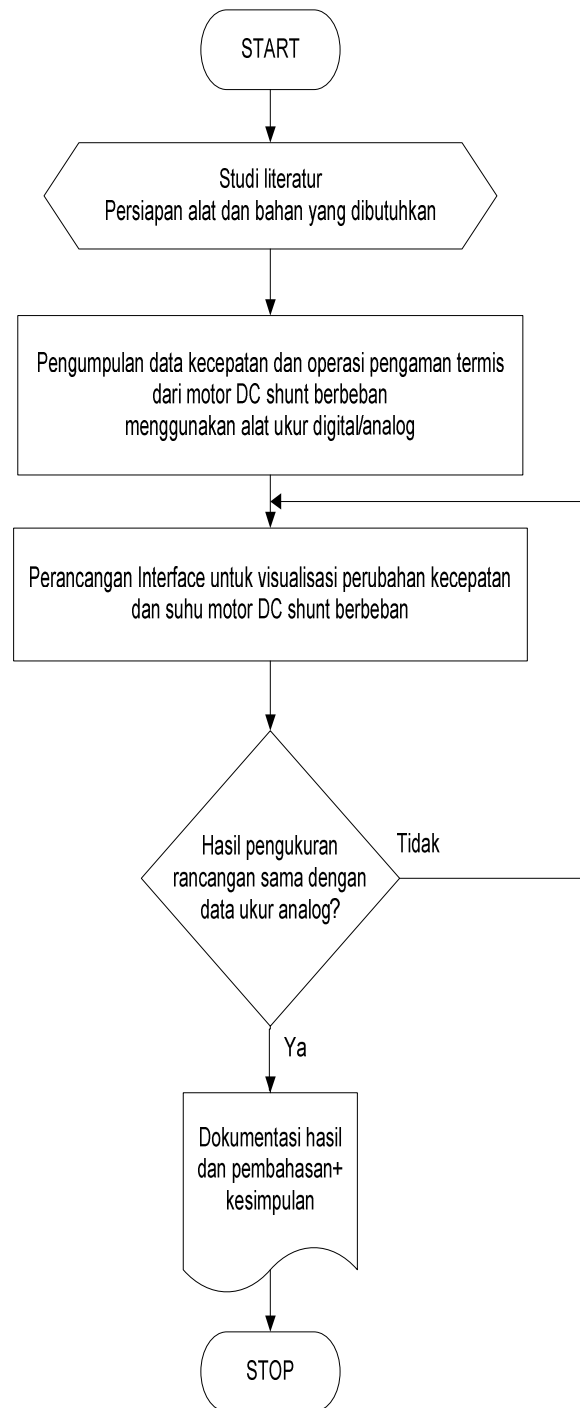 START
Studi literatur
Persiapan alat dan bahan yang dibutuhkan
Pengumpulan data kecepatan dan operasi pengaman termis
dari motor DC shunt berbeban
menggunakan alat ukur digital/analog
Perancangan Interface untuk visualisasi perubahan kecepatan
dan suhu motor DC shunt berbeban
Hasil pengukuran
rancangan sama dengan
data ukur analog?
Tidak
Ya
Dokumentasi hasil
dan pembahasan+
kesimpulan
STOP